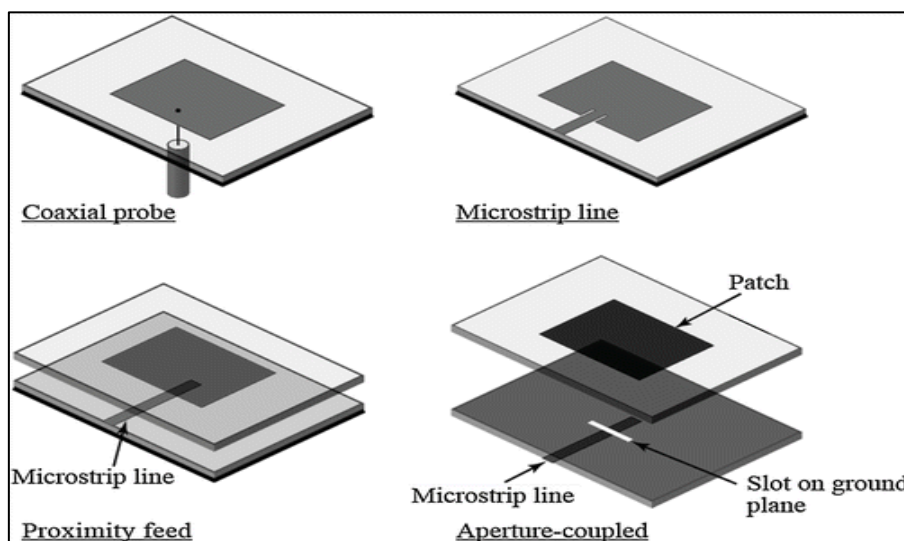 Coaxial probe
Microstrip line
Patch
Microstrip line
Proximity feed
Microstrip line
Slot on ground
plane
Aperture-coupled